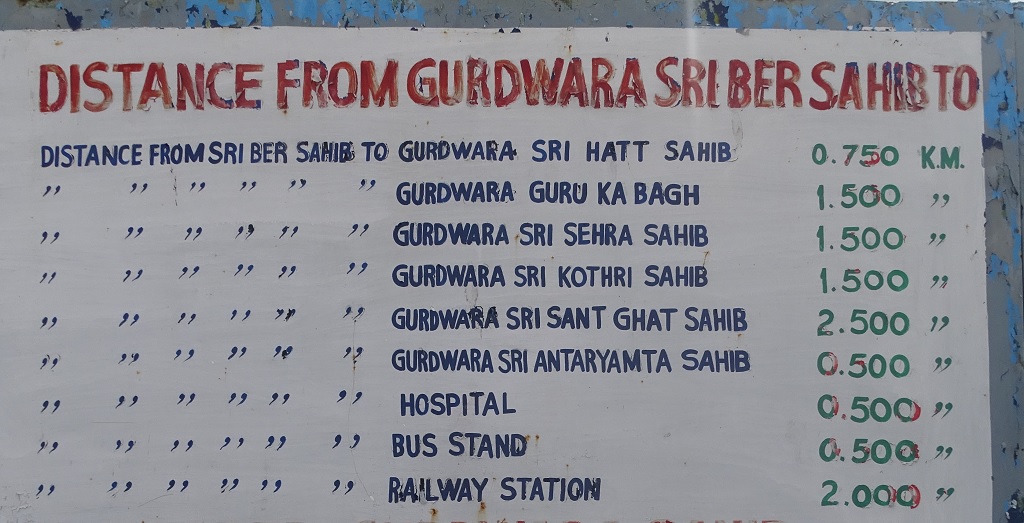 DISTANCE FROM GURDWARA SRI BER SAHIB TO
DISTANCE FROM SRI BER SAHIB TO GURDWARA SRI HATT SAHIB 0.750 K.M.
" " " " " " GURDWARA GURU KA BAGH 1.500 "
" " " " " " GURDWARA SRI SEHRA SAHIB 1.500 "
" " " " " " GURDWARA SRI KOTHRI SAHIB 1.500 "
" " " " " " GURDWARA SRI SANT GHAT SAHIB 2.500 "
" " " " " " GURDWARA SRI ANTARYAMTA SAHIB 0.500 "
" " " " " " HOSPITAL 0.500 "
" " " " " " BUS STAND 0.500 "
" " " " " " RAILWAY STATION 2.000 "